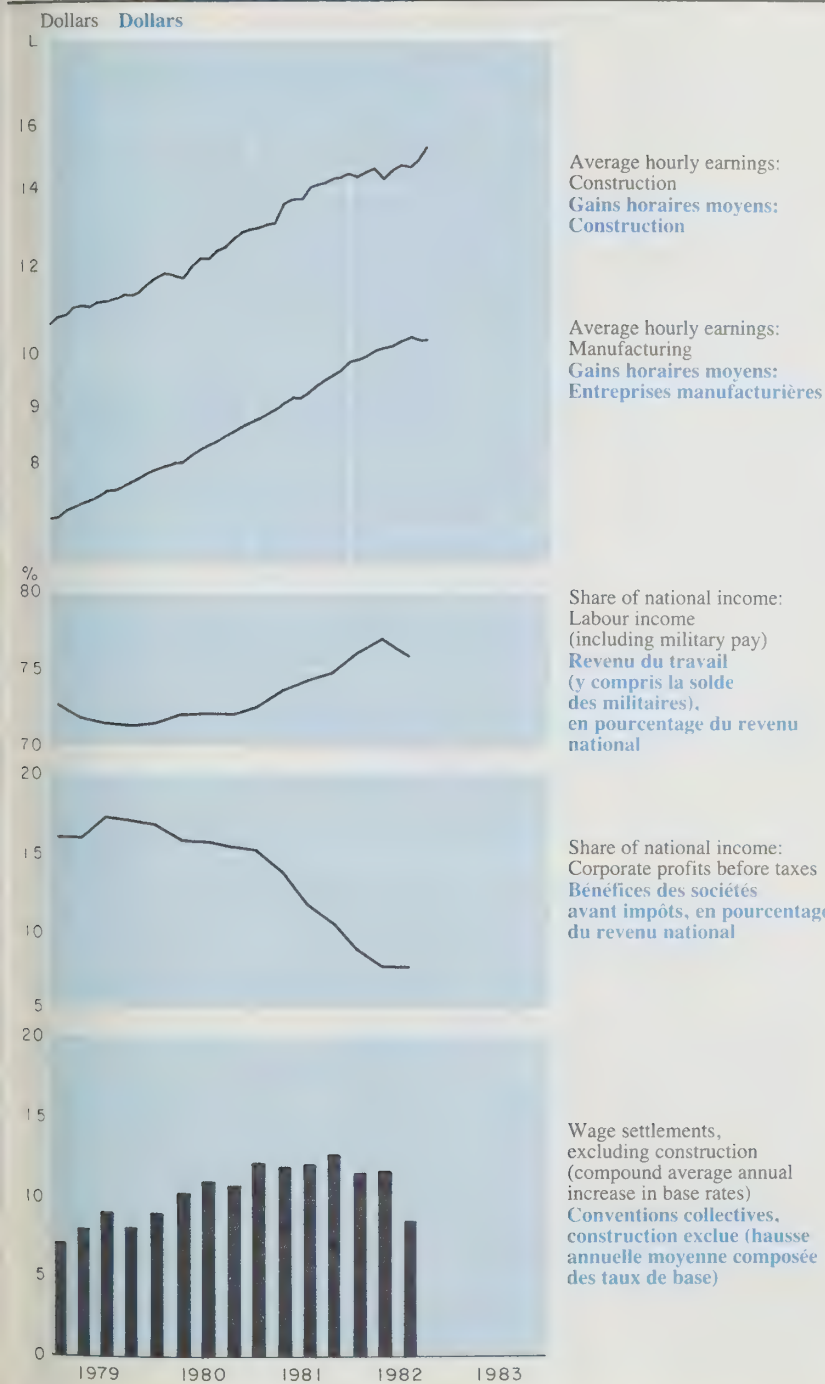 Dollars Dollars
L
16
14
12
10
9
8
Average hourly earnings:
Construction
Gains horaires moyens:
Construction
Average hourly earnings:
Manufacturing
Gains horaires moyens:
Entreprises manufacturières
%
80
75
70
Share of national income:
Labour income
(including military pay)
Revenu du travail
(y compris la solde
des militaires),
en pourcentage du revenu
national
20
15
10
5
Share of national income:
Corporate profits before taxes
Bénéfices des sociétés
avant impôts, en pourcentage
du revenu national
20
15
10
5
0
Wage settlements,
excluding construction
(compound average annual
increase in base rates)
Conventions collectives,
construction exclue (hausse
annuelle moyenne composée
des taux de base)
1979 1980 1981 1982 1983